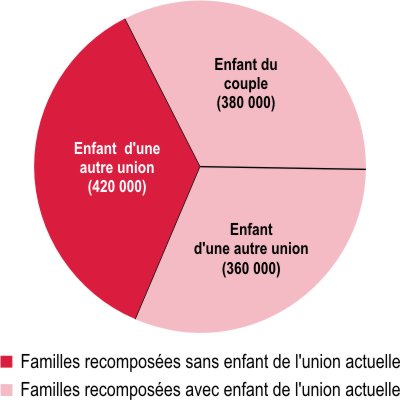 Enfant du
couple
(380 000)
Enfant d'une
autre union
(420 000)
Enfant
d'une autre union
(360 000)
Familles recomposées sans enfant de l'union actuelle
Familles recomposées avec enfant de l'union actuelle